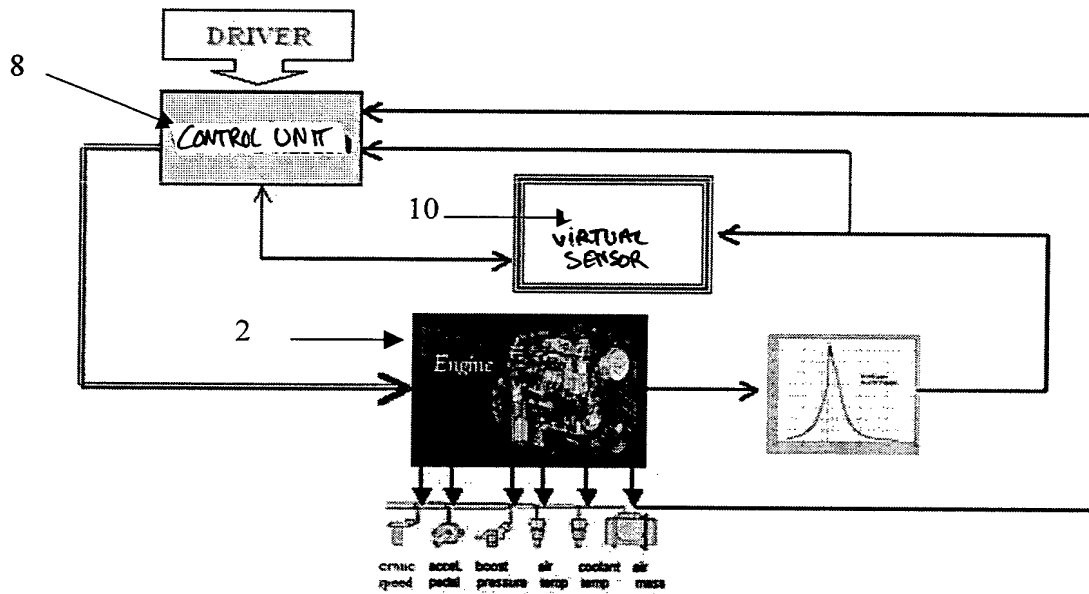 DRIVER
8
CONTROL UNIT
10
VIRTUAL
SENSOR
2
Engine
crank accel. boost air coolant air
speed pedal pressure temp temp mass